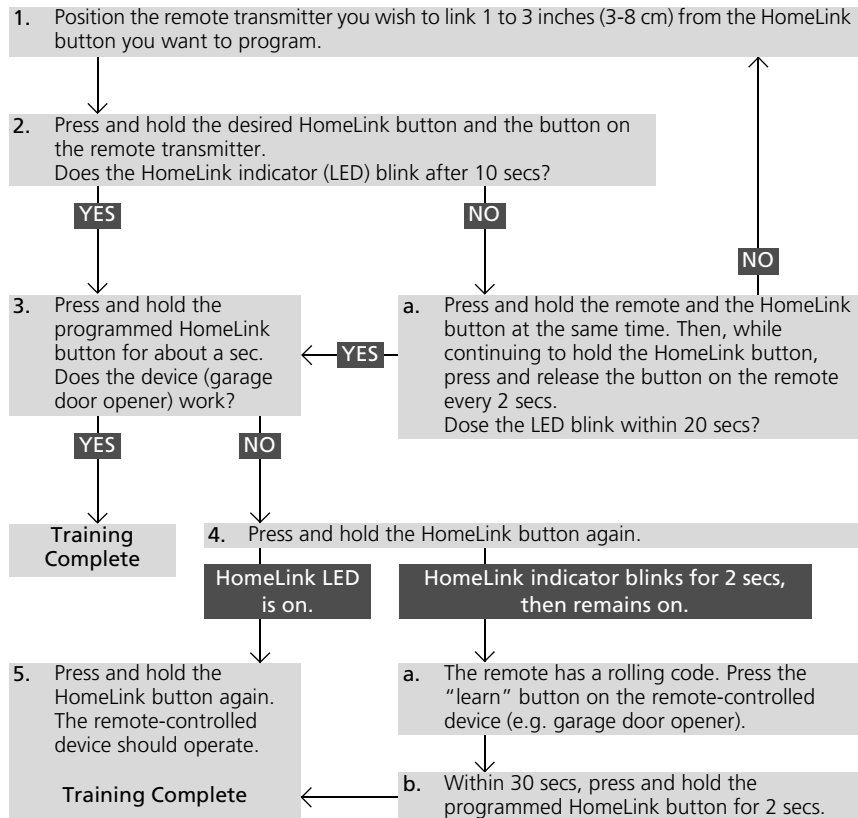 1. Position the remote transmitter you wish to link 1 to 3 inches (3-8 cm) from the HomeLink
button you want to program.
2. Press and hold the desired HomeLink button and the button on
the remote transmitter.
Does the HomeLink indicator (LED) blink after 10 secs?
YES
NO
NO
3. Press and hold the
programmed HomeLink
button for about a sec.
Does the device (garage
door opener) work?
YES
a. Press and hold the remote and the HomeLink
button at the same time. Then, while
continuing to hold the HomeLink button,
press and release the button on the remote
every 2 secs.
Dose the LED blink within 20 secs?
YES
NO
Training
Complete
4. Press and hold the HomeLink button again.
HomeLink LED
is on.
HomeLink indicator blinks for 2 secs,
then remains on.
5. Press and hold the
HomeLink button again.
The remote-controlled
device should operate.
Training Complete
a. The remote has a rolling code. Press the
“learn” button on the remote-controlled
device (e.g. garage door opener).
b. Within 30 secs, press and hold the
programmed HomeLink button for 2 secs.